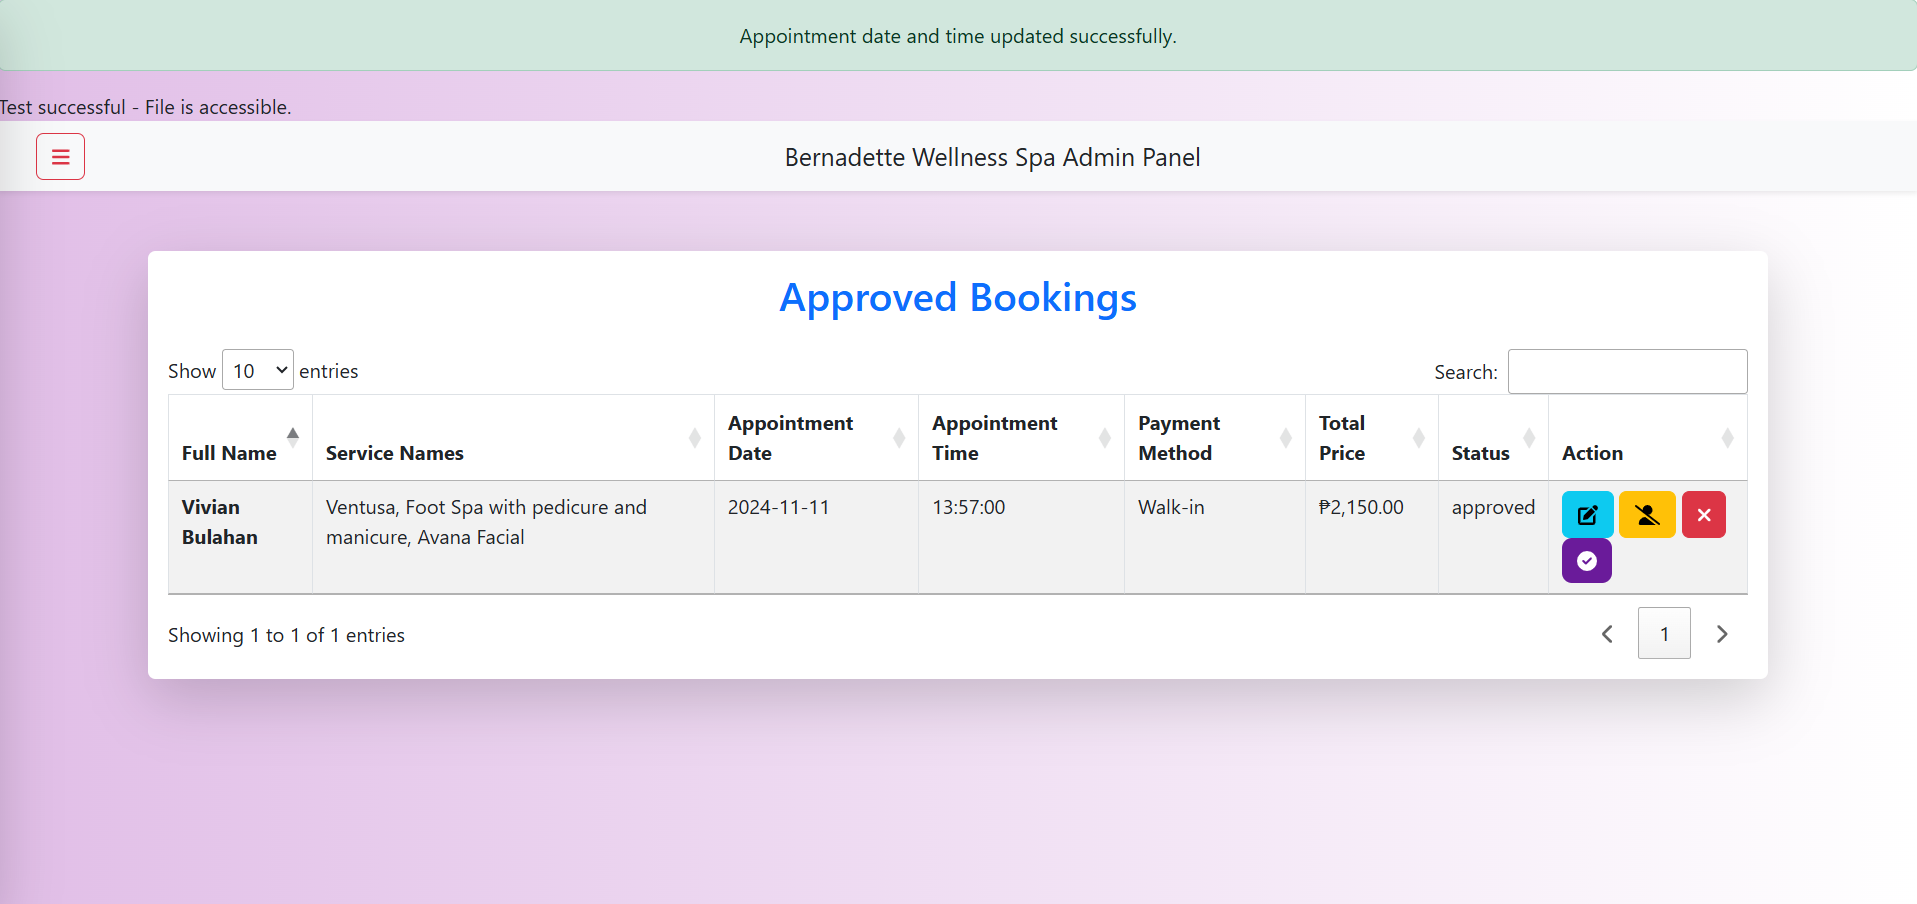 Appointment date and time updated successfully.
Test successful - File is accessible.
Bernadette Wellness Spa Admin Panel
Approved Bookings
Show 10 entries
Search:
Full Name
Service Names
Appointment
Date
Appointment
Time
Payment
Method
Total
Price
Status
Action
Vivian
Bulahan
Ventusa, Foot Spa with pedicure and
manicure, Avana Facial
2024-11-11
13:57:00
Walk-in
₱2,150.00
approved
Showing 1 to 1 of 1 entries
1